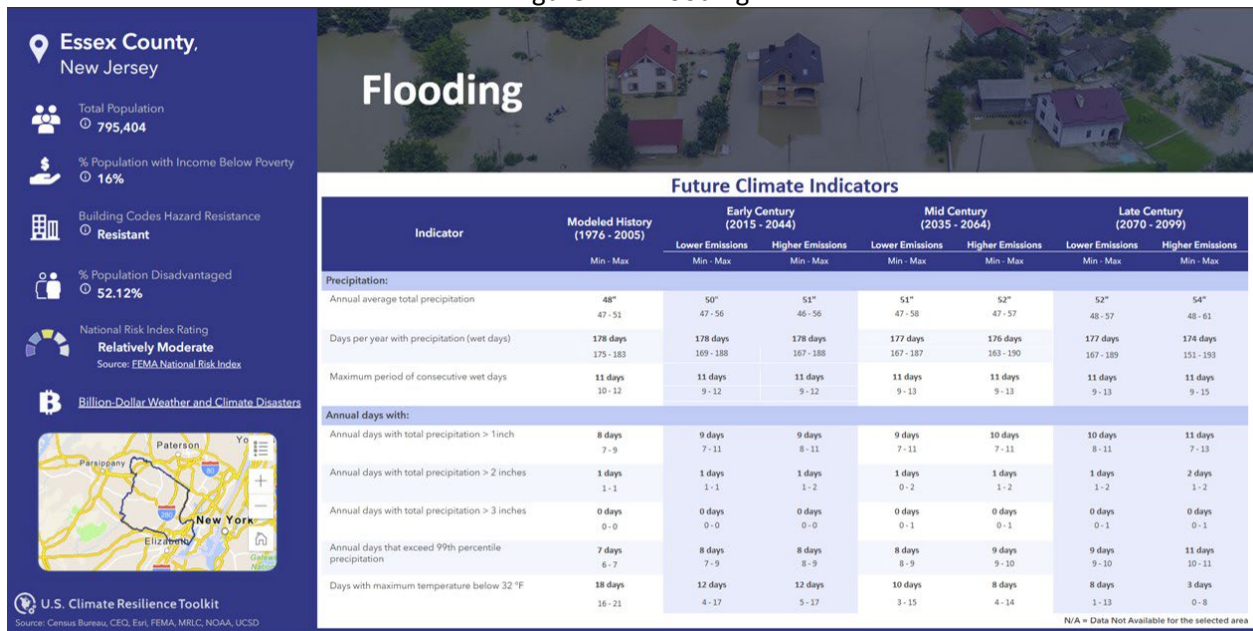 Essex County,
New Jersey
Total Population
795,404
% Population with Income Below Poverty
16%
Building Codes Hazard Resistance
Resistant
% Population Disadvantaged
52.12%
National Risk Index Rating
Relatively Moderate
Source: FEMA National Risk Index
Billion-Dollar Weather and Climate Disasters
Paterson
Parsippany
80
280
New York
Elizabeth
U.S. Climate Resilience Toolkit
Source: Census Bureau, CEQ, Esri, FEMA, MRLC, NOAA, UCSD
Flooding
Future Climate Indicators
Indicator
Modeled History
(1976 - 2005)
Early Century
(2015 - 2044)
Mid Century
(2035 - 2064)
Late Century
(2070 - 2099)
Lower Emissions Higher Emissions Lower Emissions Higher Emissions Lower Emissions Higher Emissions
Min - Max Min - Max Min - Max Min - Max Min - Max Min - Max Min - Max
Precipitation:
Annual average total precipitation 48" 50" 51" 51" 52" 52" 54"
47 - 51 47 - 56 46 - 56 47 - 58 47 - 57 48 - 57 48 - 61
Days per year with precipitation (wet days) 178 days 178 days 178 days 177 days 176 days 177 days 174 days
175 - 183 169 - 188 167 - 188 167 - 187 163 - 190 167 - 189 151 - 193
Maximum period of consecutive wet days 11 days 11 days 11 days 11 days 11 days 11 days 11 days
10 - 12 9 - 12 9 - 12 9 - 13 9 - 13 9 - 13 9 - 15
Annual days with:
Annual days with total precipitation > 1inch 8 days 9 days 9 days 9 days 10 days 10 days 11 days
7 - 9 7 - 11 8 - 11 7 - 11 7 - 11 8 - 11 7 - 13
Annual days with total precipitation > 2 inches 1 days 1 days 1 days 1 days 1 days 1 days 2 days
1 - 1 1 - 1 1 - 2 0 - 2 1 - 2 1 - 2 1 - 2
Annual days with total precipitation > 3 inches 0 days 0 days 0 days 0 days 0 days 0 days 0 days
0 - 0 0 - 0 0 - 0 0 - 1 0 - 1 0 - 1 0 - 1
Annual days that exceed 99th percentile
precipitation 7 days 8 days 8 days 8 days 9 days 9 days 11 days
6 - 7 7 - 9 8 - 9 8 - 9 9 - 10 9 - 10 10 - 11
Days with maximum temperature below 32 °F 18 days 12 days 12 days 10 days 8 days 8 days 3 days
16 - 21 4 - 17 5 - 17 3 - 15 4 - 14 1 - 13 0 - 8
N/A = Data Not Available for the selected area